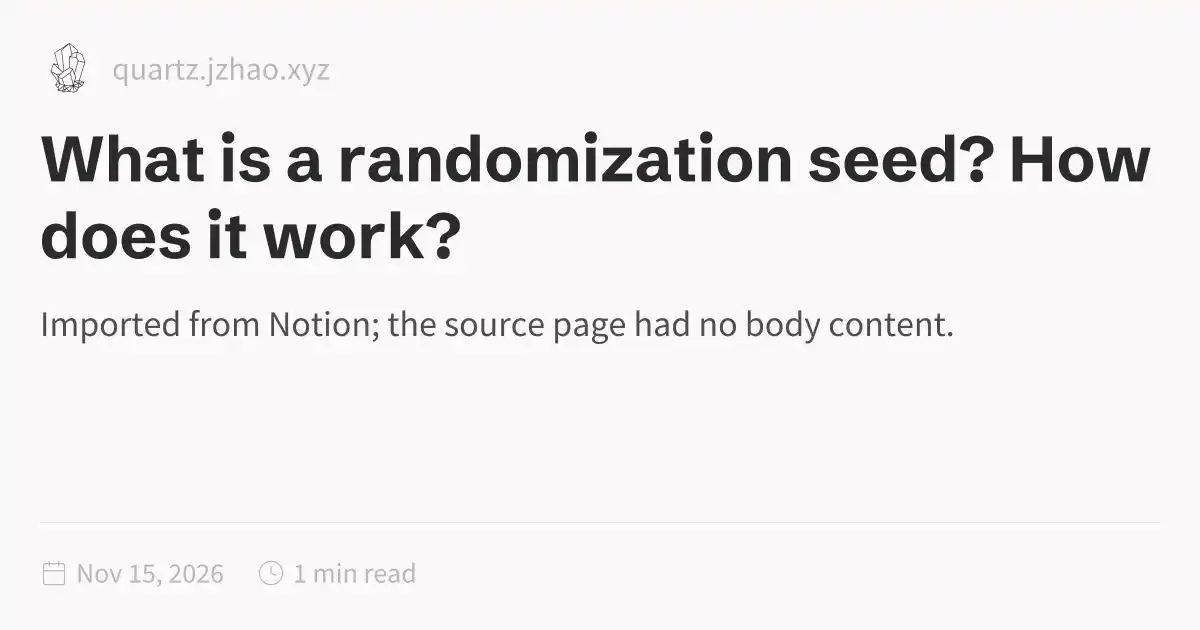 quartz.jzhao.xyz
What is a randomization seed? How
does it work?
Imported from Notion; the source page had no body content.
Nov 15, 2026
1 min read